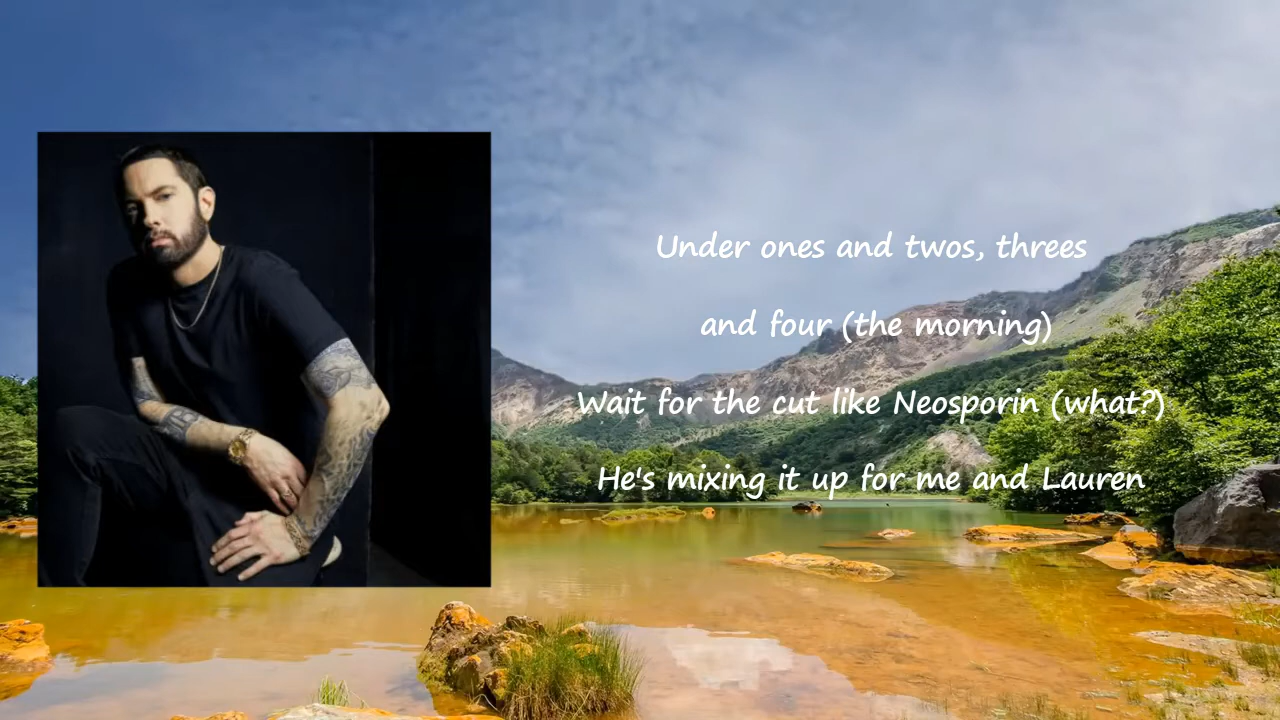 Under ones and twos, threes
and four (the morning)
Wait for the cut like Neosporin (what?)
He's mixing it up for me and Lauren